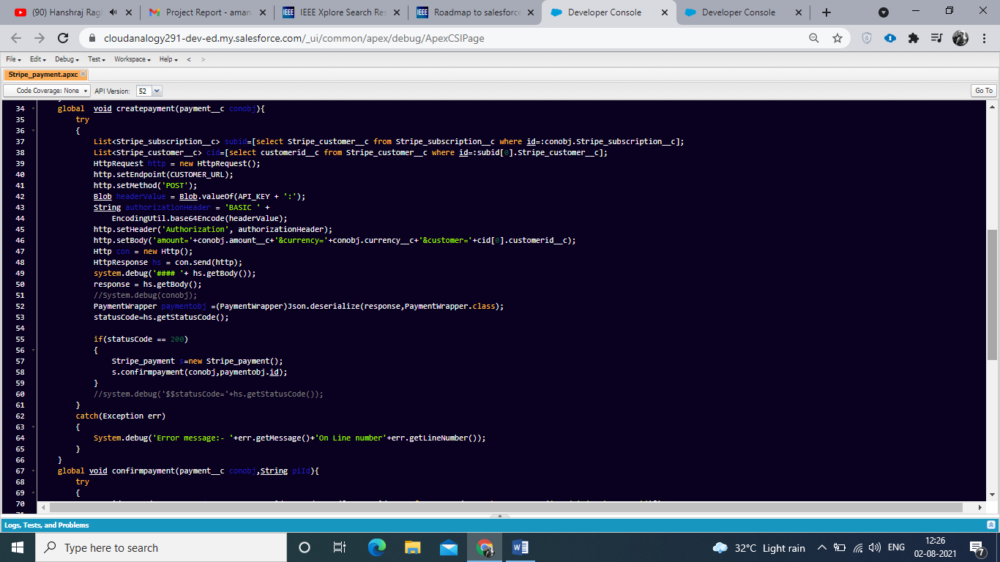 (90) Hanshraj Rag
Project Report - aman
IEEE Xplore Search Res
Roadmap to salesforce
Developer Console
Developer Console
cloudanalogy291-dev-ed.my.salesforce.com/_ui/common/apex/debug/ApexCSIPage
File Edit Debug Test Workspace Help < >
Stripe_payment.apxc
Code Coverage: None API Version: 52 Go To
34 global void createpayment(payment__c conobj){
35 try
36 {
37 List<Stripe_subscription__c> subid=[select Stripe_customer__c from Stripe_subscription__c where id=:conobj.Stripe_subscription__c];
38 List<Stripe_customer__c> cid=[select customerid__c from Stripe_customer__c where id=:subid[0].Stripe_customer__c];
39 HttpRequest http = new HttpRequest();
40 http.setEndpoint(CUSTOMER_URL);
41 http.setMethod('POST');
42 Blob headervalue = Blob.valueOf(API_KEY + ':');
43 String authorizationHeader = 'BASIC ' +
44 EncodingUtil.base64Encode(headerValue);
45 http.setHeader('Authorization', authorizationHeader);
46 http.setBody('amount='+conobj.amount__c+'&currency='+conobj.currency__c+'&customer='+cid[0].customerid__c);
47 Http con = new Http();
48 HttpResponse hs = con.send(http);
49 system.debug('#### '+ hs.getBody());
50 response = hs.getBody();
51 //System.debug(conobj);
52 PaymentWrapper paymentobj =(PaymentWrapper)Json.deserialize(response,PaymentWrapper.class);
53 statusCode=hs.getStatusCode();
54
55 if(statusCode == 200)
56 {
57 Stripe_payment s=new Stripe_payment();
58 s.confirmpayment(conobj,paymentobj.id);
59 }
60 //system.debug('$$statusCode='+hs.getStatusCode());
61 }
62 catch(Exception err)
63 {
64 System.debug('Error message:- '+err.getMessage()+'On Line number'+err.getLineNumber());
65 }
66 }
67 global void confirmpayment(payment__c conobj,String piId){
68 try
69 {
70
Logs, Tests, and Problems
Type here to search
32°C Light rain
ENG
12:26
02-08-2021
7